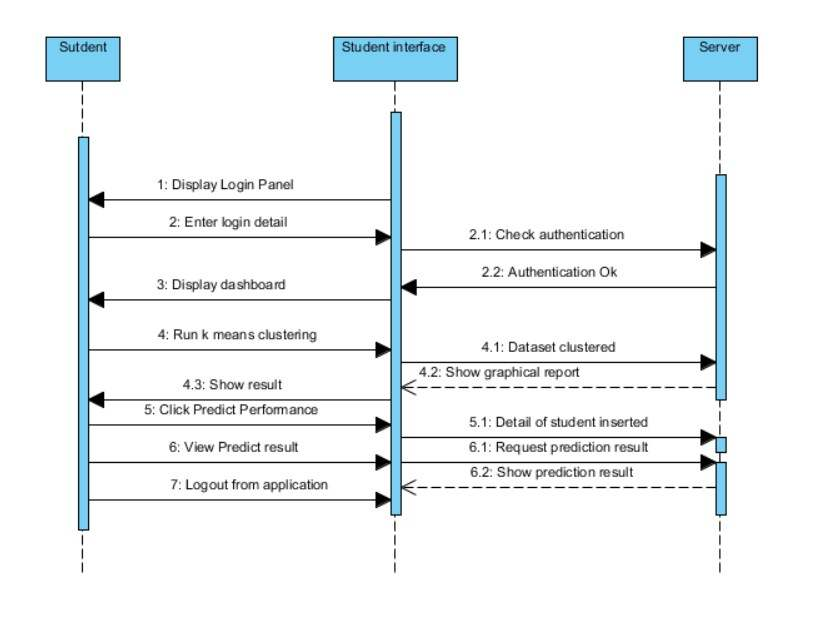 Sutdent
Student interface
Server
1: Display Login Panel
2: Enter login detail
2.1: Check authentication
2.2: Authentication Ok
3: Display dashboard
4: Run k means clustering
4.1: Dataset clustered
4.2: Show graphical report
4.3: Show result
5: Click Predict Performance
5.1: Detail of student inserted
6: View Predict result
6.1: Request prediction result
6.2: Show prediction result
7: Logout from application